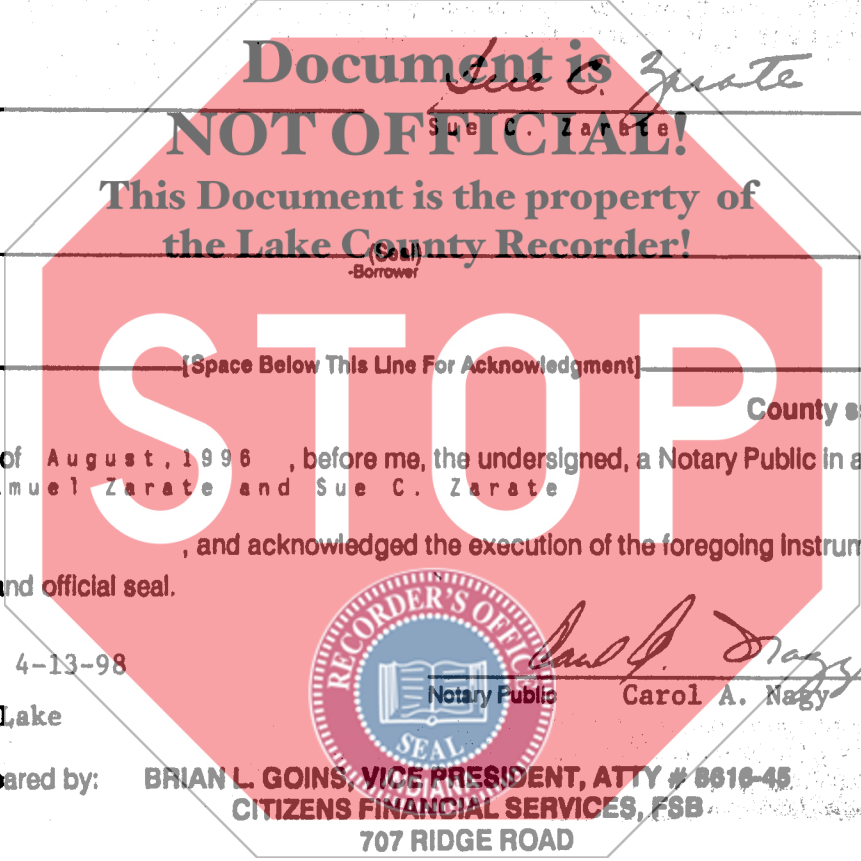 Document is
NOT OFFICIAL!
This Document is the property of
the Lake County Recorder!
STOP
Sue C. Zarate
Sue C. Zarate
(Seal)
-Borrower
[Space Below This Line For Acknowledgment]
County s
of August, 1996 , before me, the undersigned, a Notary Public in a
muel Zarate and Sue C. Zarate
, and acknowledged the execution of the foregoing instrum
and official seal.
RECORDER'S OFFICE
SEAL
INDIANA
Carol A. Nagy
4-13-98
Notary Public Carol A. Nagy
Lake
ared by: BRIAN L. GOINS, VICE PRESIDENT, ATTY # 8616-45
CITIZENS FINANCIAL SERVICES, FSB
707 RIDGE ROAD